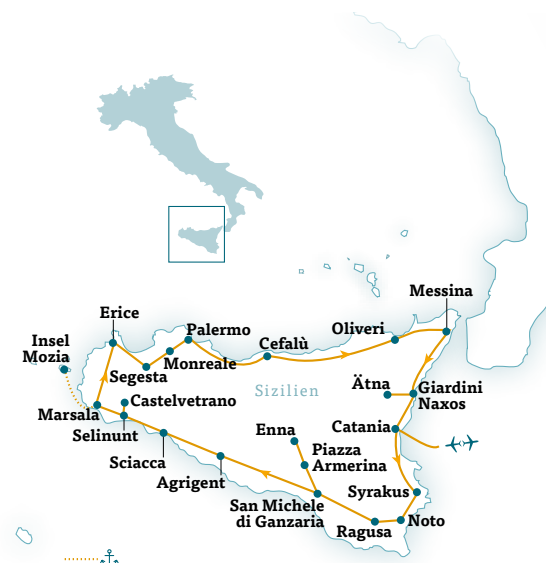 Messina
Erice
Palermo
Oliveri
Cefalù
Insel
Mozia
Monreale
Segesta
Sizilien
Ätna
Giardini
Naxos
Castelvetrano
Marsala
Selinunt
Catania
Enna
Piazza
Armerina
Sciacca
Agrigent
Syrakus
San Michele
di Ganzaria
Noto
Ragusa